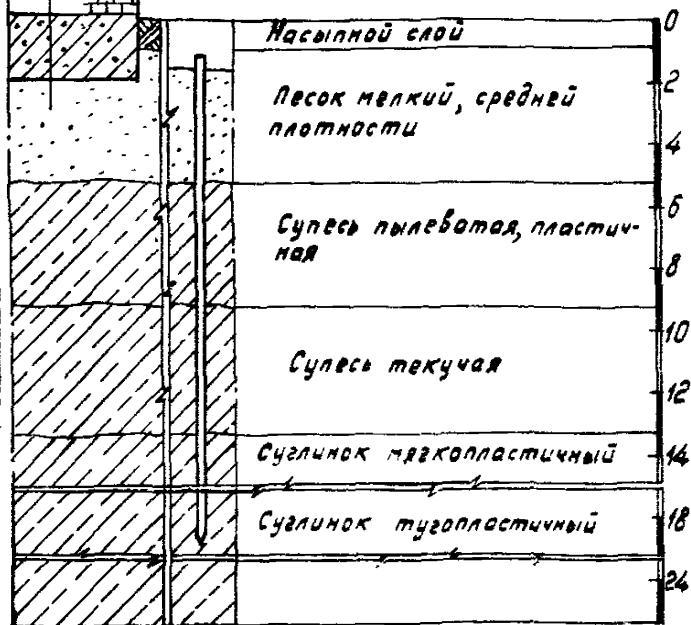 Насыпной слой
0
2
Песок мелкий, средней
плотности
4
6
Супесь пылеватая, пластич-
ная
8
10
Супесь текучая
12
Суглинок мягкопластичный
14
Суглинок тугопластичный
18
24